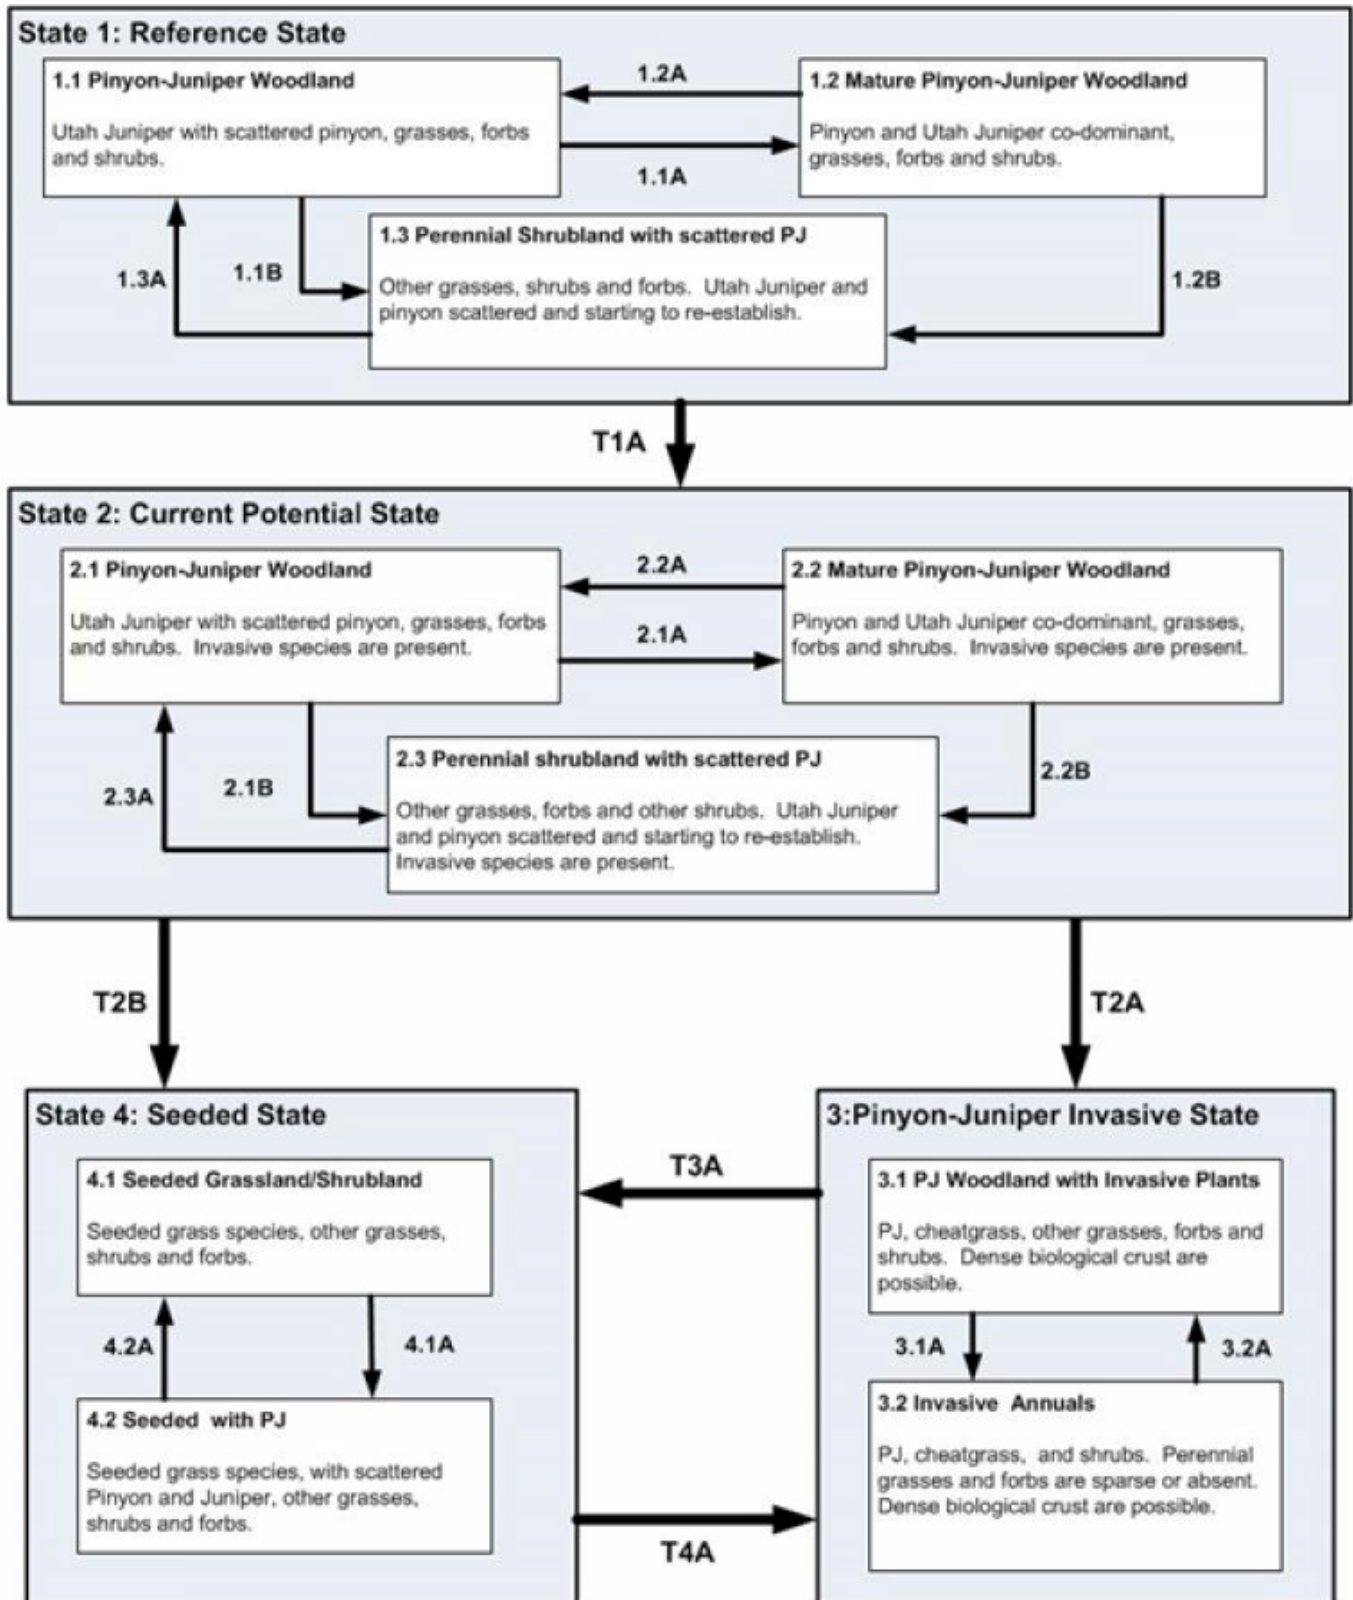 State 1: Reference State
1.1 Pinyon-Juniper Woodland
Utah Juniper with scattered pinyon, grasses, forbs
and shrubs.
1.2A
1.1A
1.2 Mature Pinyon-Juniper Woodland
Pinyon and Utah Juniper co-dominant,
grasses, forbs and shrubs.
1.3A
1.1B
1.3 Perennial Shrubland with scattered PJ
Other grasses, shrubs and forbs. Utah Juniper and
pinyon scattered and starting to re-establish.
1.2B
T1A
State 2: Current Potential State
2.1 Pinyon-Juniper Woodland
Utah Juniper with scattered pinyon, grasses, forbs
and shrubs. Invasive species are present.
2.2A
2.1A
2.2 Mature Pinyon-Juniper Woodland
Pinyon and Utah Juniper co-dominant, grasses,
forbs and shrubs. Invasive species are present.
2.3A
2.1B
2.3 Perennial shrubland with scattered PJ
Other grasses, forbs and other shrubs. Utah Juniper
and pinyon scattered and starting to re-establish.
Invasive species are present.
2.2B
T2B
T2A
State 4: Seeded State
4.1 Seeded Grassland/Shrubland
Seeded grass species, other grasses,
shrubs and forbs.
4.2A
4.1A
4.2 Seeded with PJ
Seeded grass species, with scattered
Pinyon and Juniper, other grasses,
shrubs and forbs.
T3A
T4A
3:Pinyon-Juniper Invasive State
3.1 PJ Woodland with Invasive Plants
PJ, cheatgrass, other grasses, forbs and
shrubs. Dense biological crust are
possible.
3.1A
3.2A
3.2 Invasive Annuals
PJ, cheatgrass, and shrubs. Perennial
grasses and forbs are sparse or absent.
Dense biological crust are possible.